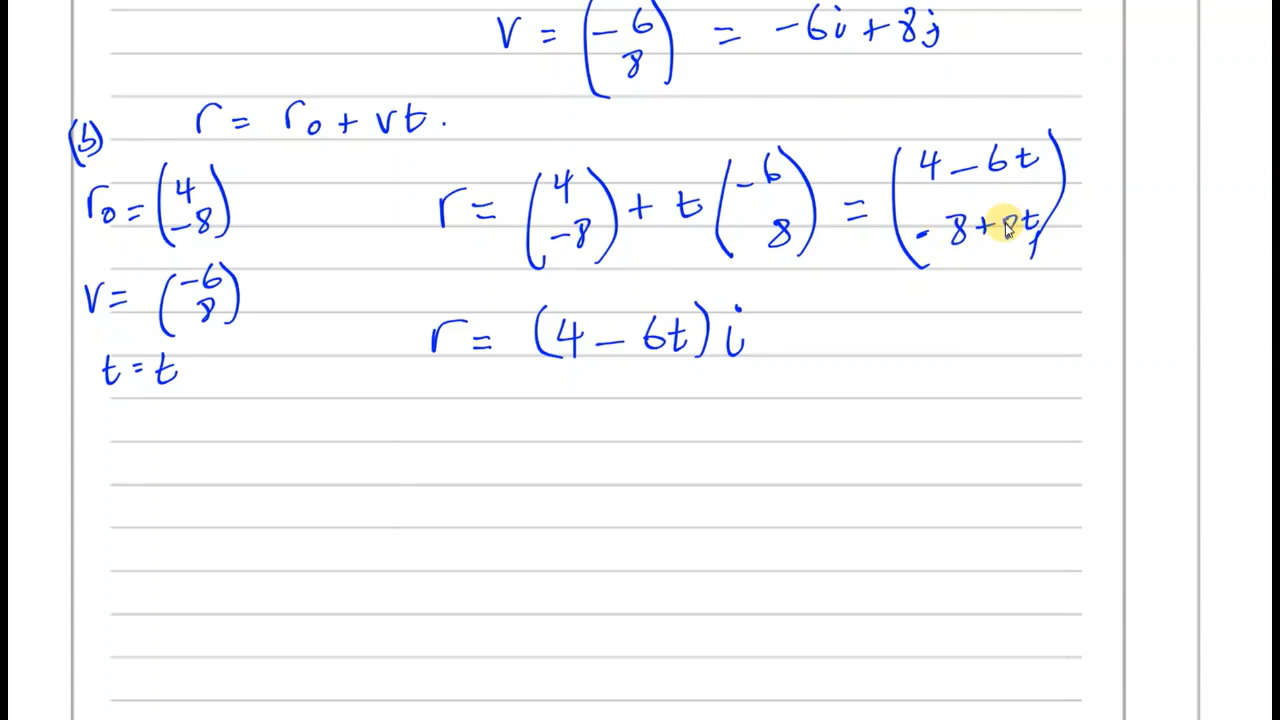 v = (-6 8) = -6i + 8j
(b) r = r₀ + vt.
r₀ = (4 -8)
r = (4 -8) + t (-6 8) = (4 - 6t -8 + 8t)
v = (-6 8)
r = (4 - 6t) i
t = t